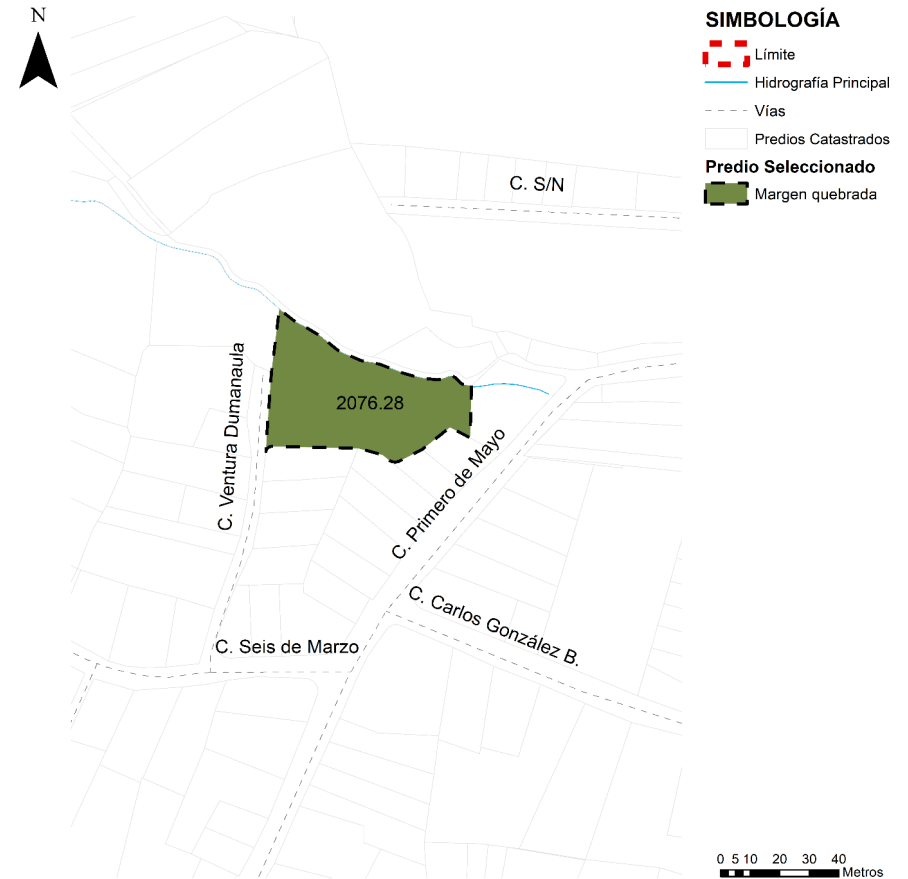 N
SIMBOLOGÍA
Límite
Hidrografía Principal
Vías
Predios Catastrados
Predio Seleccionado
Margen quebrada
C. S/N
C. Ventura Dumanaula
2076.28
C. Primero de Mayo
C. Carlos González B.
C. Seis de Marzo
0 5 10 20 30 40
Metros